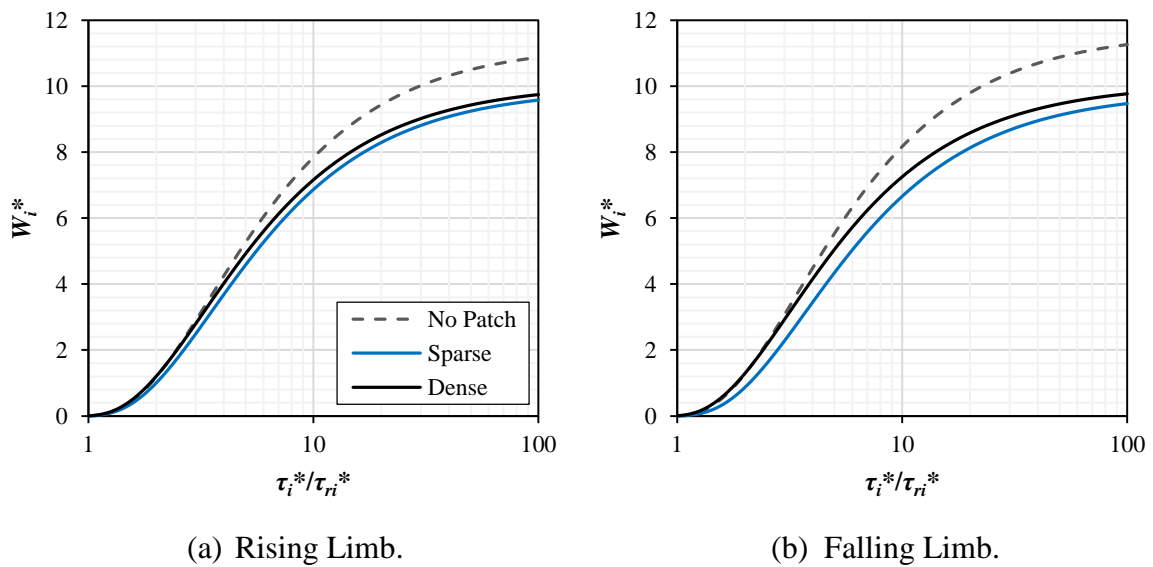 12
10
8
6
4
2
0
W_i*
1
10
100
τ_i*/τ_ri*
No Patch
Sparse
Dense
(a) Rising Limb.
12
10
8
6
4
2
0
W_i*
1
10
100
τ_i*/τ_ri*
(b) Falling Limb.